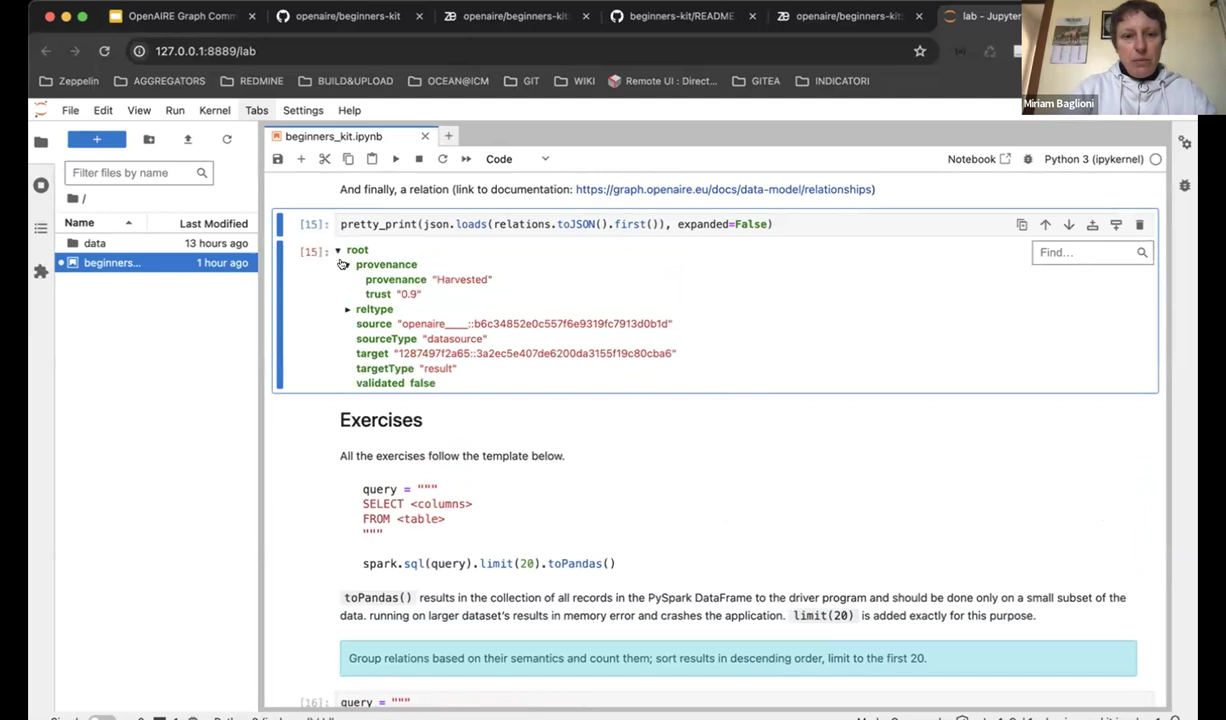 OpenAIRE Graph Comm
openaire/beginners-kit
openaire/beginners-kit
beginners-kit/README
openaire/beginners-kit
lab - Jupyter
127.0.0.1:8889/lab
Zeppelin
AGGREGATORS
REDMINE
BUILD&UPLOAD
OCEAN@ICM
GIT
WIKI
Remote UI : Direct...
GITEA
INDICATORI
Miriam Baglioni
File Edit View Run Kernel Tabs Settings Help
beginners_kit.ipynb
Code
Notebook
Python 3 (ipykernel)
Filter files by name
/
Name
Last Modified
data
13 hours ago
beginners...
1 hour ago
And finally, a relation (link to documentation: https://graph.openaire.eu/docs/data-model/relationships)
[15]: pretty_print(json.loads(relations.toJSON().first()), expanded=False)
[15]: root
Find...
provenance
provenance "Harvested"
trust "0.9"
reltype
source "openaire____::b6c34852e0c557f6e9319fc7913d0b1d"
sourceType "datasource"
target "1287497f2a65::3a2ec5e407de6200da3155f19c80cba6"
targetType "result"
validated false
Exercises
All the exercises follow the template below.
query = """
SELECT <columns>
FROM <table>
"""
spark.sql(query).limit(20).toPandas()
toPandas() results in the collection of all records in the PySpark DataFrame to the driver program and should be done only on a small subset of the
data. running on larger dataset's results in memory error and crashes the application. limit(20) is added exactly for this purpose.
Group relations based on their semantics and count them; sort results in descending order, limit to the first 20.
[16]: query = """